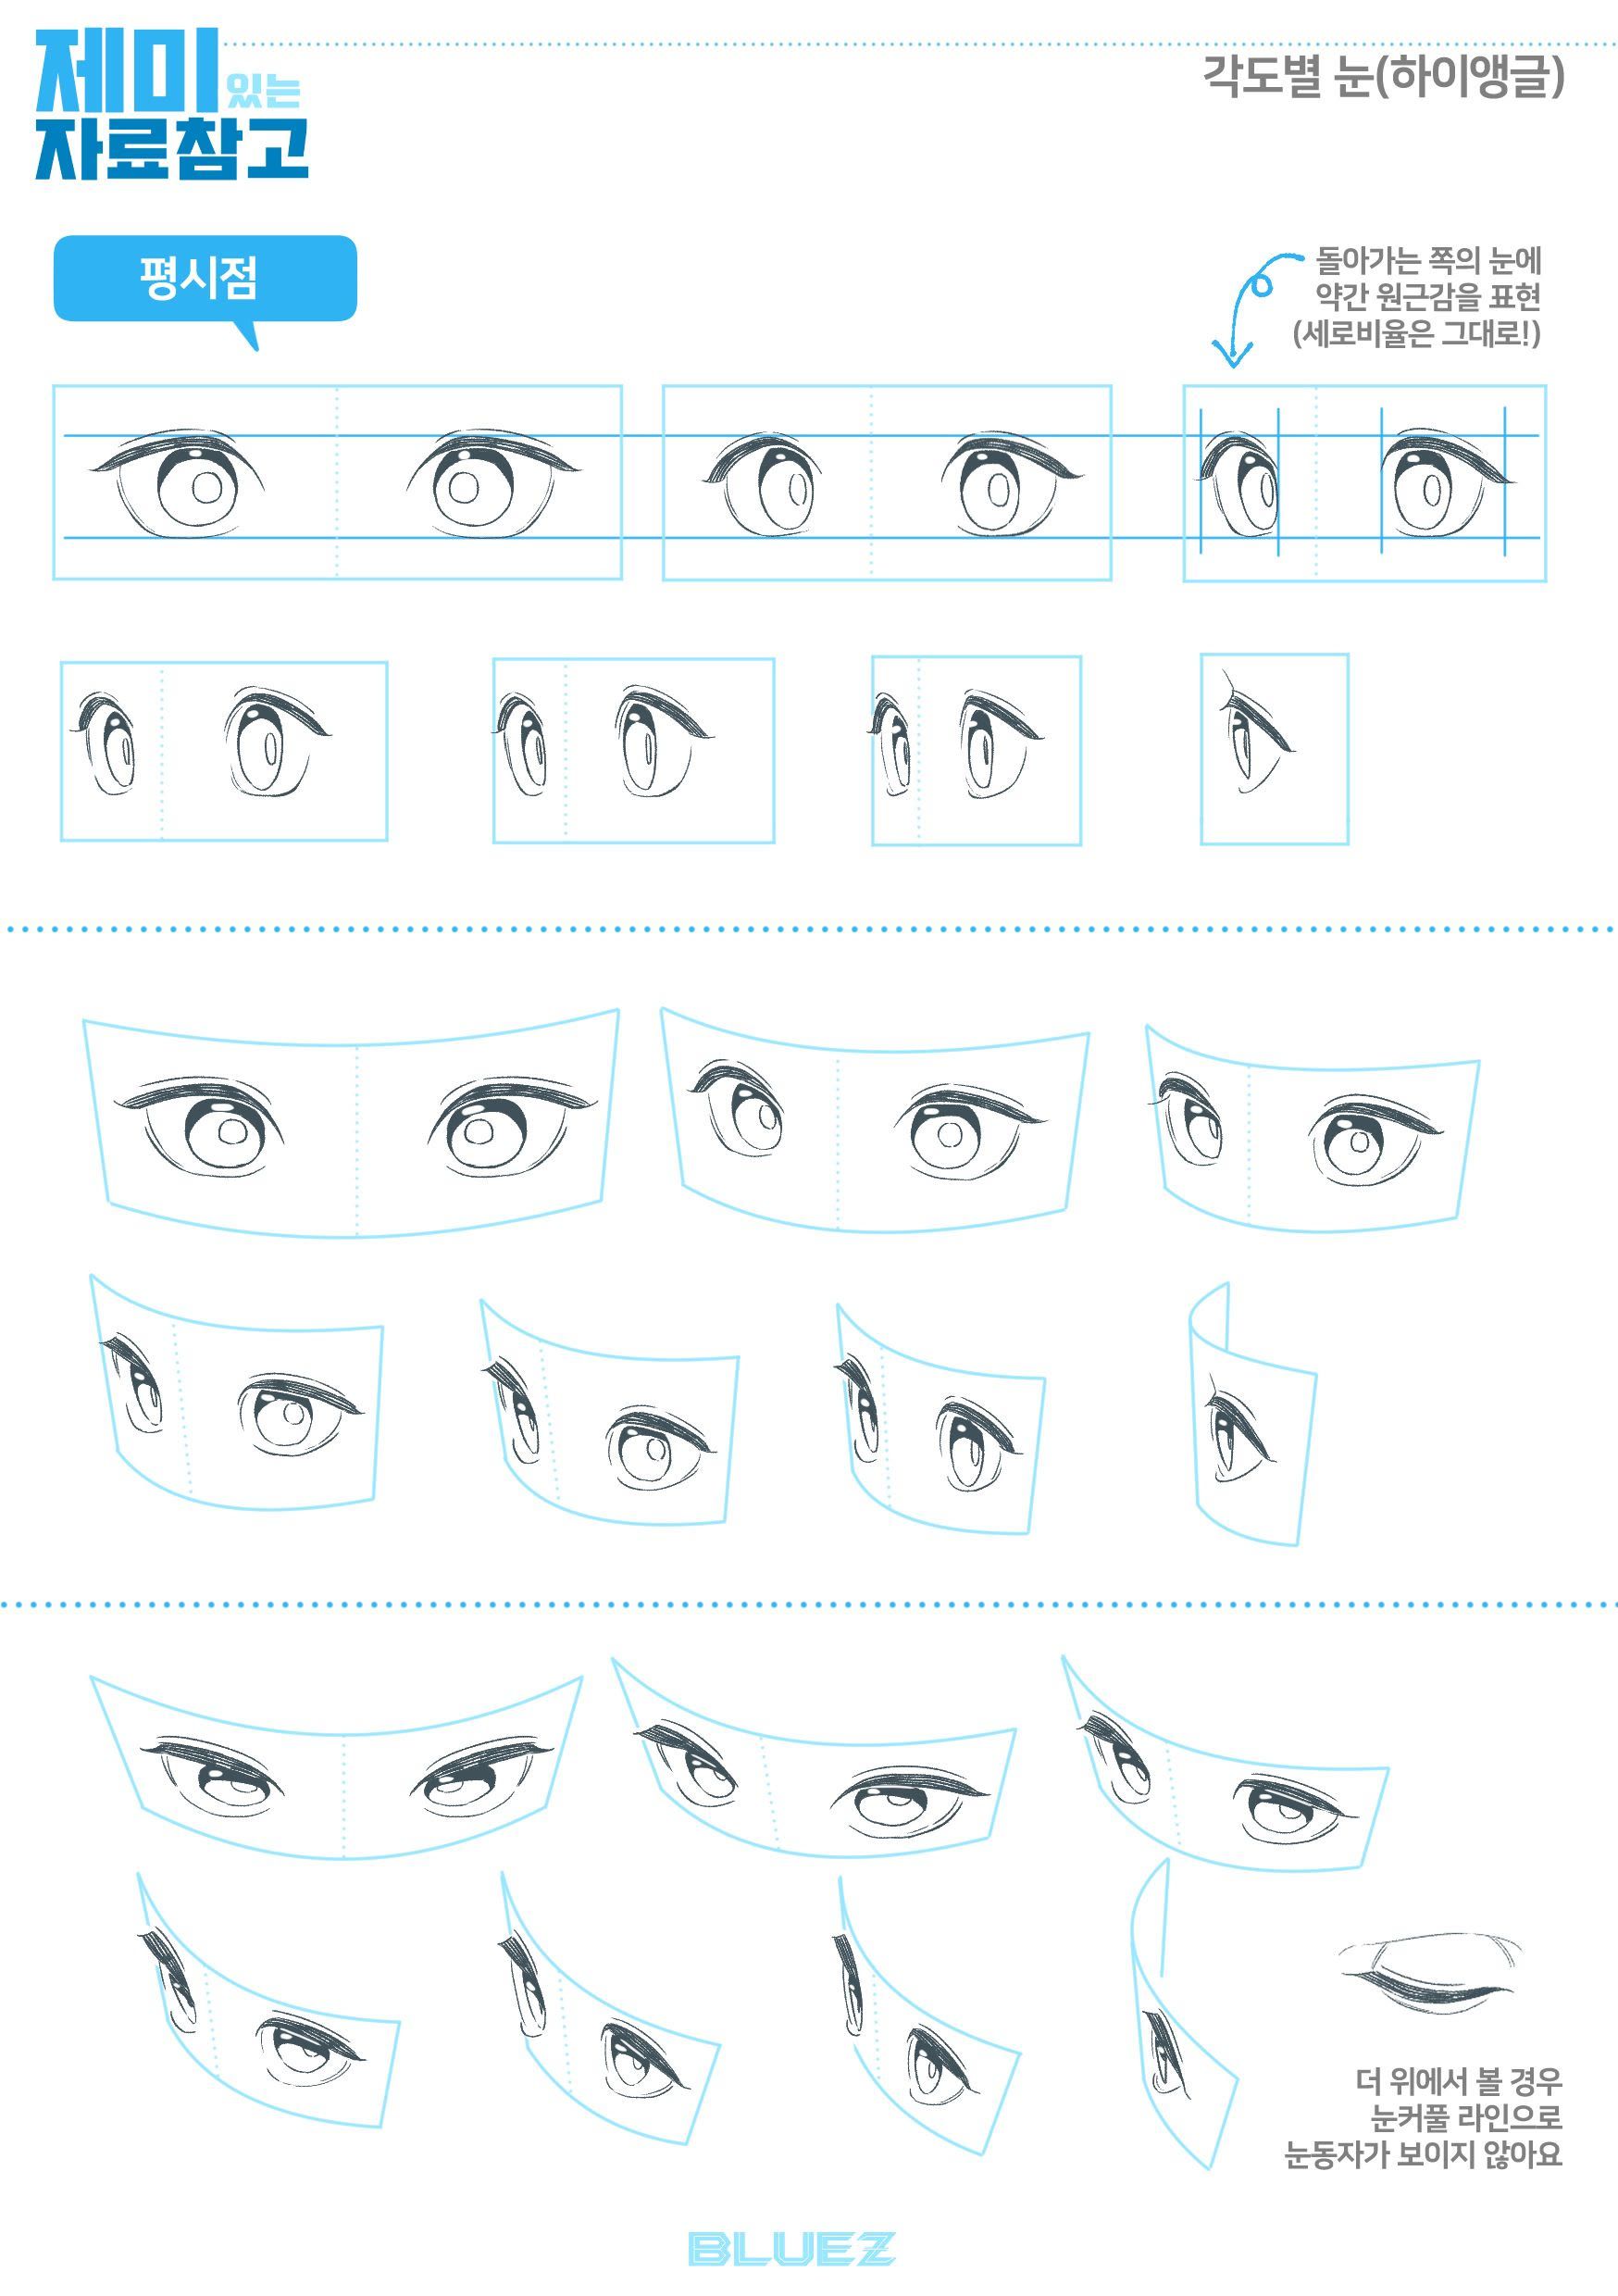 제미있는
자료참고
각도별 눈(하이앵글)
평시점
돌아가는 쪽의 눈에
약간 원근감을 표현
(세로비율은 그대로!)
더 위에서 볼 경우
눈커풀 라인으로
눈동자가 보이지 않아요
BLUEZ